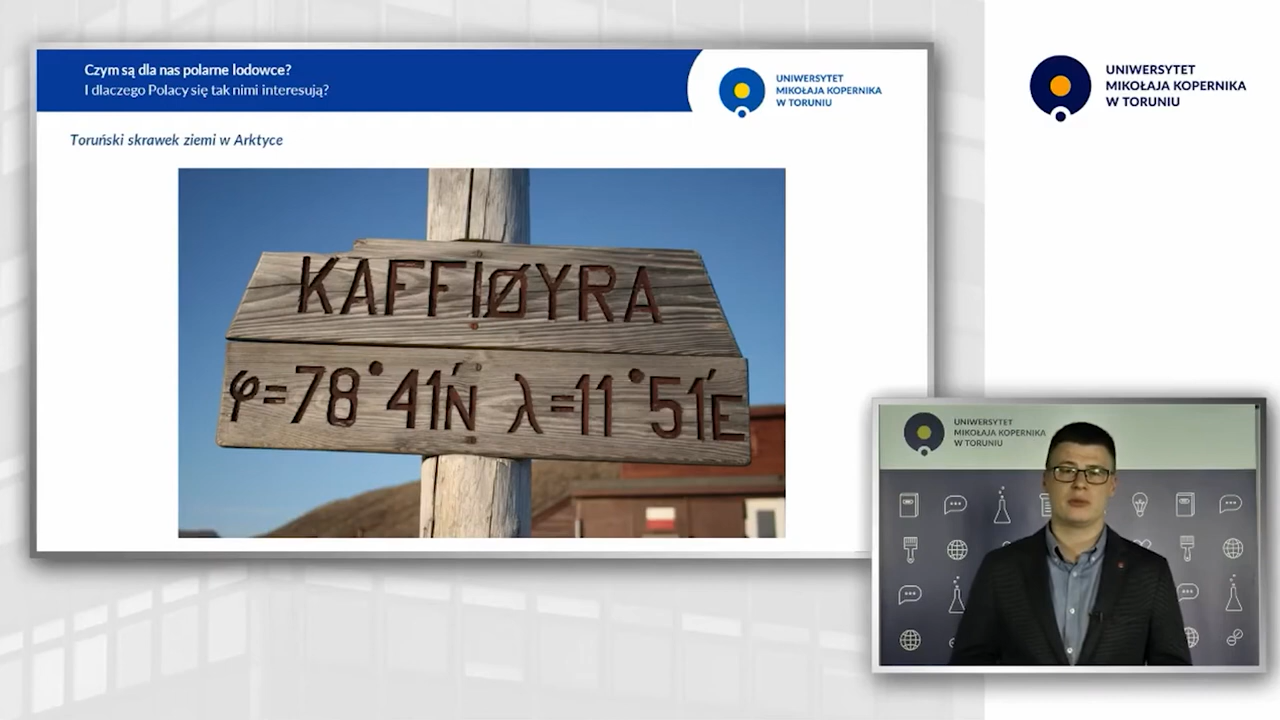 Czym są dla nas polarne lodowce?
I dlaczego Polacy się tak nimi interesują?
UNIWERSYTET
MIKOŁAJA KOPERNIKA
W TORUNIU
Toruński skrawek ziemi w Arktyce
KAFFIØYRA
φ=78°41'N λ=11°51'E
UNIWERSYTET
MIKOŁAJA KOPERNIKA
W TORUNIU
UNIWERSYTET
MIKOŁAJA KOPERNIKA
W TORUNIU